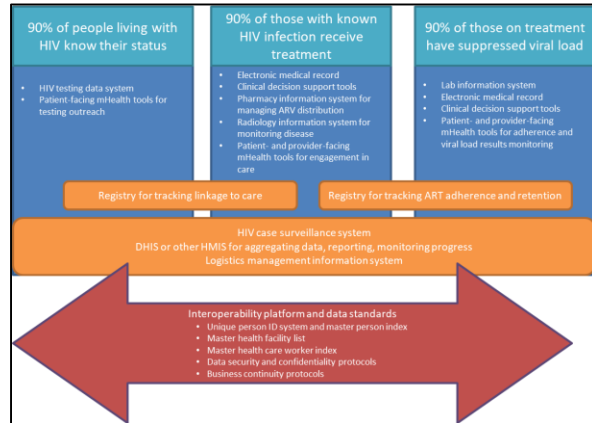 90% of people living with
HIV know their status
90% of those with known
HIV infection receive
treatment
90% of those on treatment
have suppressed viral load
• HIV testing data system
• Patient-facing mHealth tools for
testing outreach
• Electronic medical record
• Clinical decision support tools
• Pharmacy information system for
managing ARV distribution
• Radiology information system for
monitoring disease
• Patient- and provider-facing
mHealth tools for engagement in
care
• Lab information system
• Electronic medical record
• Clinical decision support tools
• Patient- and provider-facing
mHealth tools for adherence and
viral load results monitoring
Registry for tracking linkage to care
Registry for tracking ART adherence and retention
HIV case surveillance system
DHIS or other HMIS for aggregating data, reporting, monitoring progress
Logistics management information system
Interoperability platform and data standards
• Unique person ID system and master person index
• Master health facility list
• Master health care worker index
• Data security and confidentiality protocols
• Business continuity protocols